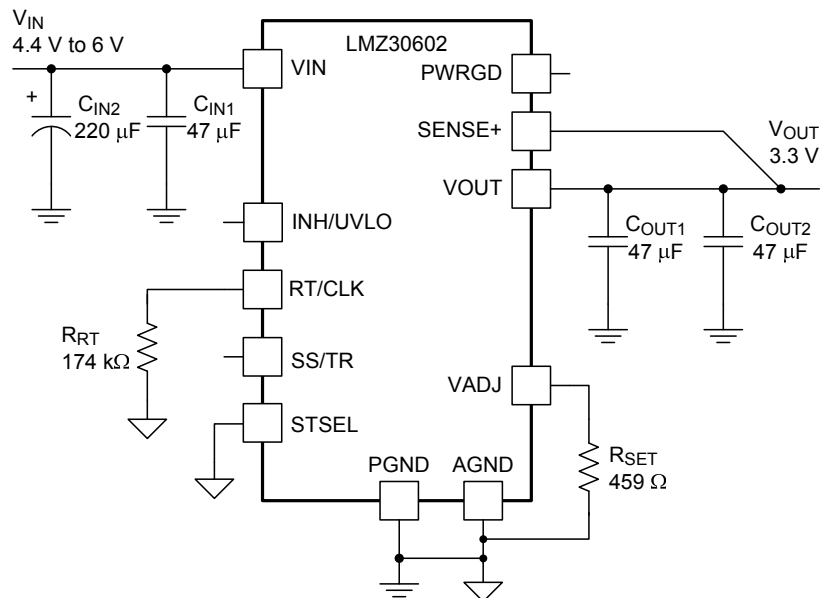 V_IN
4.4 V to 6 V
LMZ30602
VIN
PWRGD
+
C_IN2
220 μF
C_IN1
47 μF
SENSE+
V_OUT
3.3 V
VOUT
INH/UVLO
C_OUT1
47 μF
C_OUT2
47 μF
RT/CLK
R_RT
174 kΩ
SS/TR
VADJ
STSEL
PGND
AGND
R_SET
459 Ω